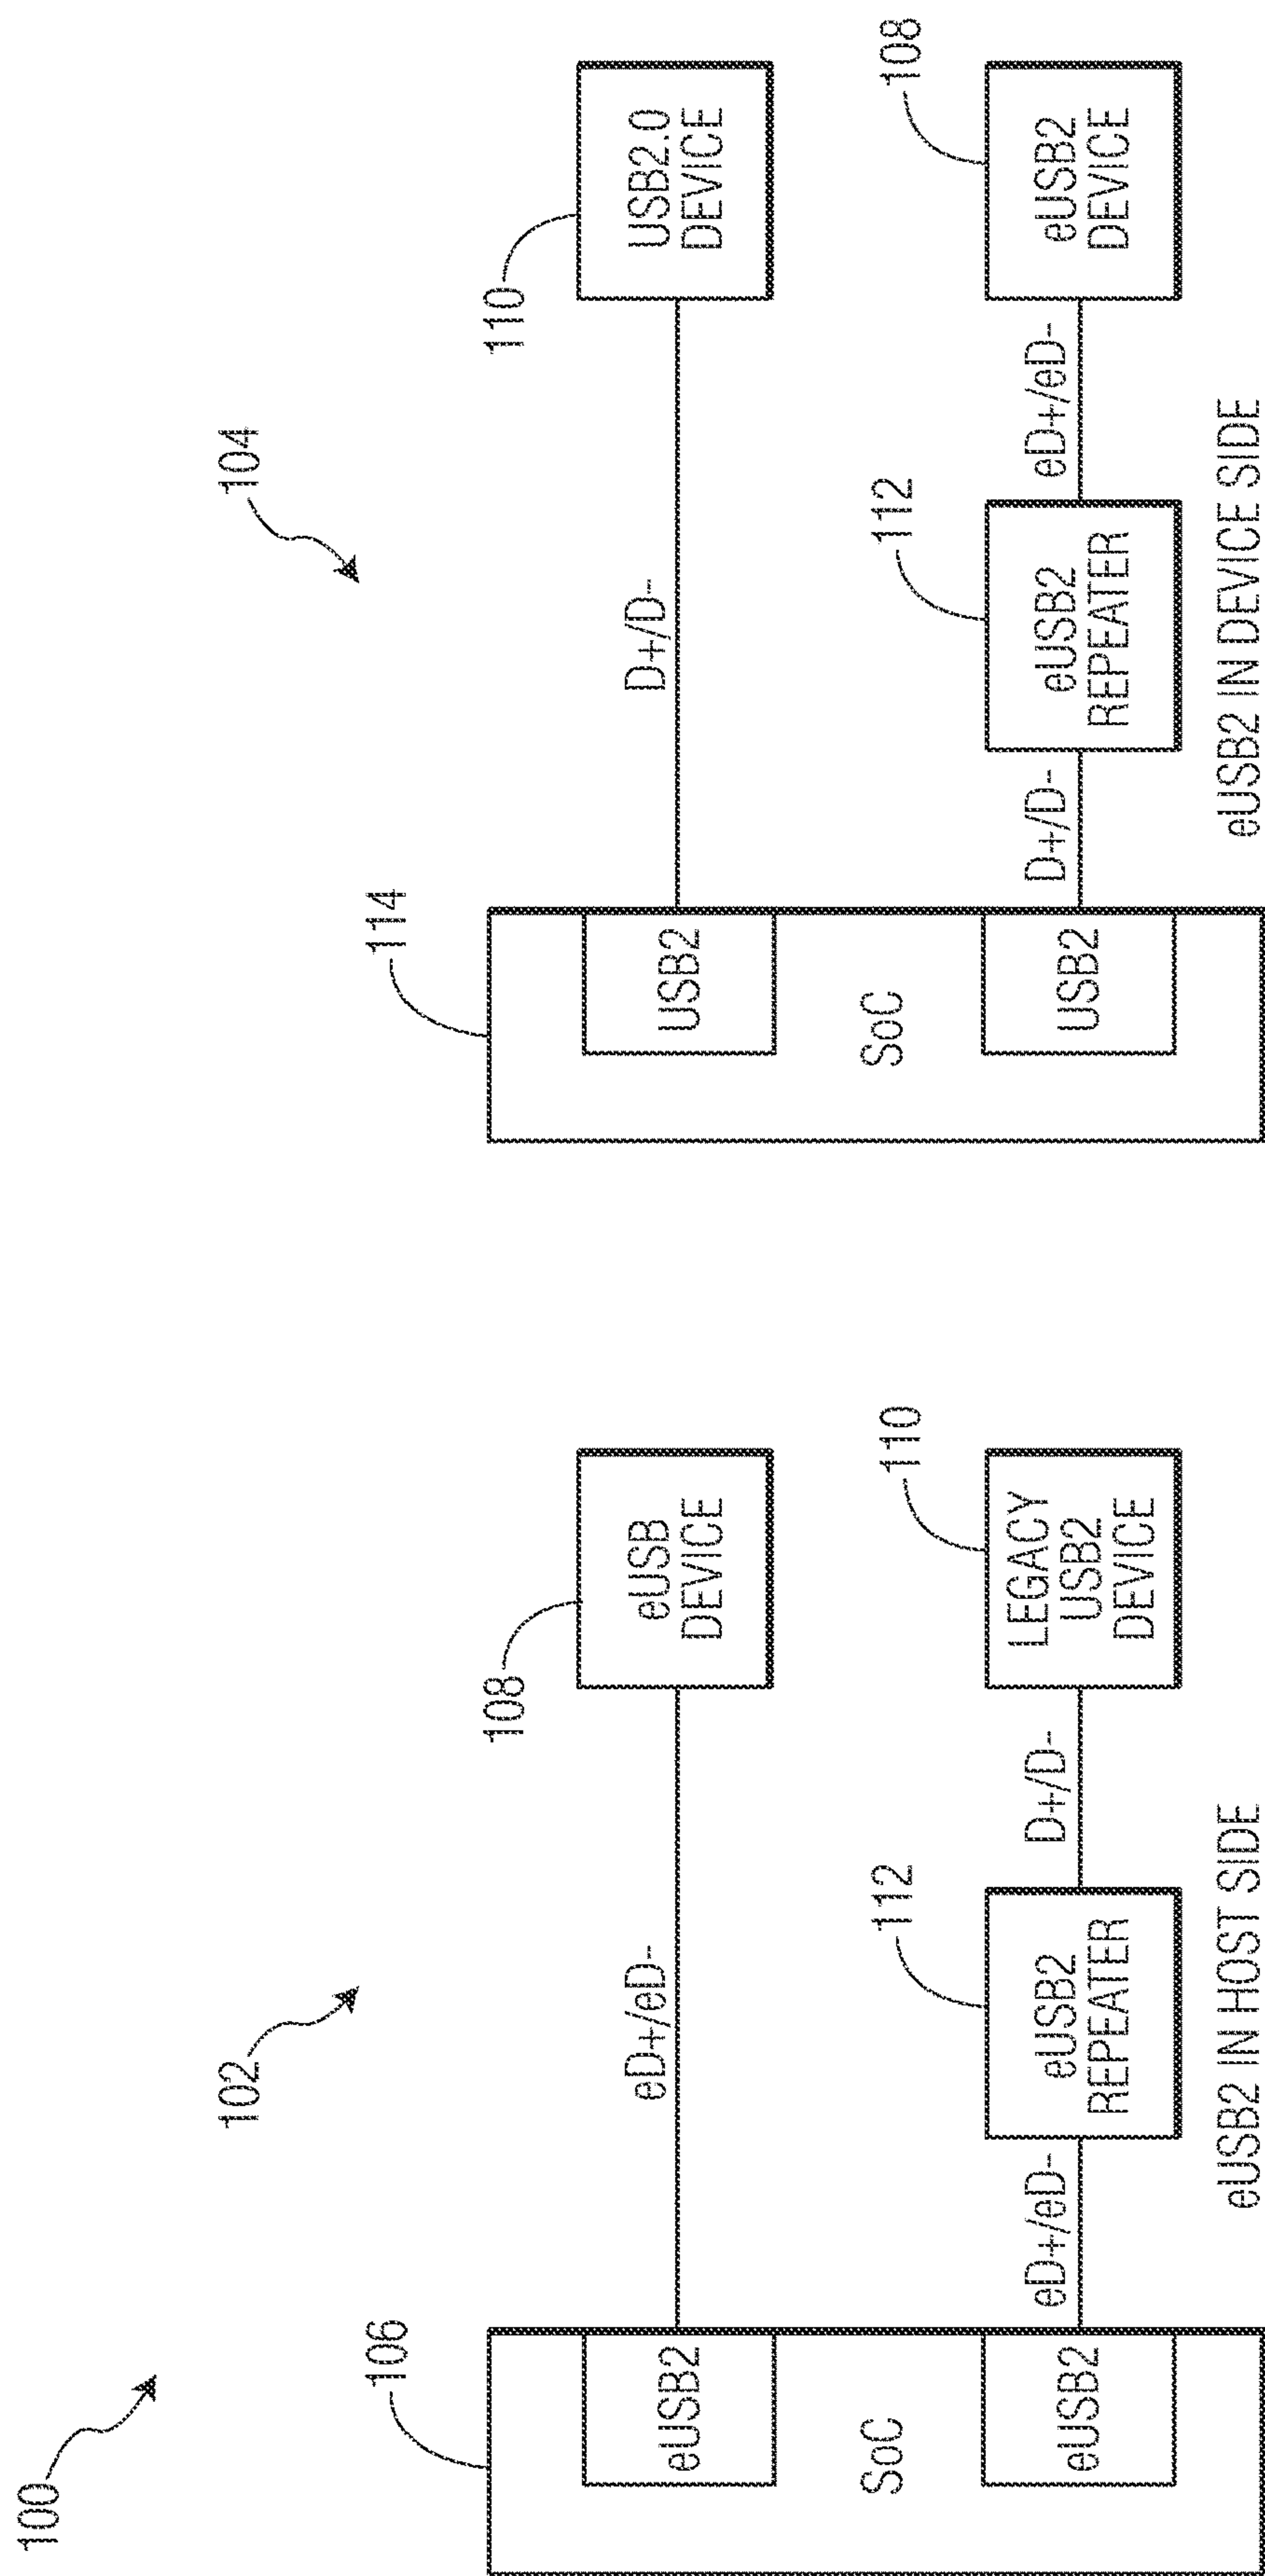 100
102
106
eUSB2
eD+/eD-
108
eUSB
DEVICE
SoC
eUSB2
eD+/eD-
112
eUSB2
REPEATER
D+/D-
110
LEGACY
USB2
DEVICE
eUSB2 IN HOST SIDE
104
114
USB2
D+/D-
110
USB2.0
DEVICE
SoC
USB2
D+/D-
112
eUSB2
REPEATER
eD+/eD-
108
eUSB2
DEVICE
eUSB2 IN DEVICE SIDE